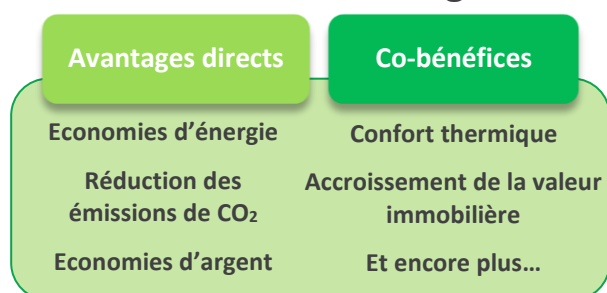 Avantages directs
Co-bénéfices
Economies d'énergie
Réduction des
émissions de CO₂
Economies d'argent
Confort thermique
Accroissement de la valeur
immobilière
Et encore plus…